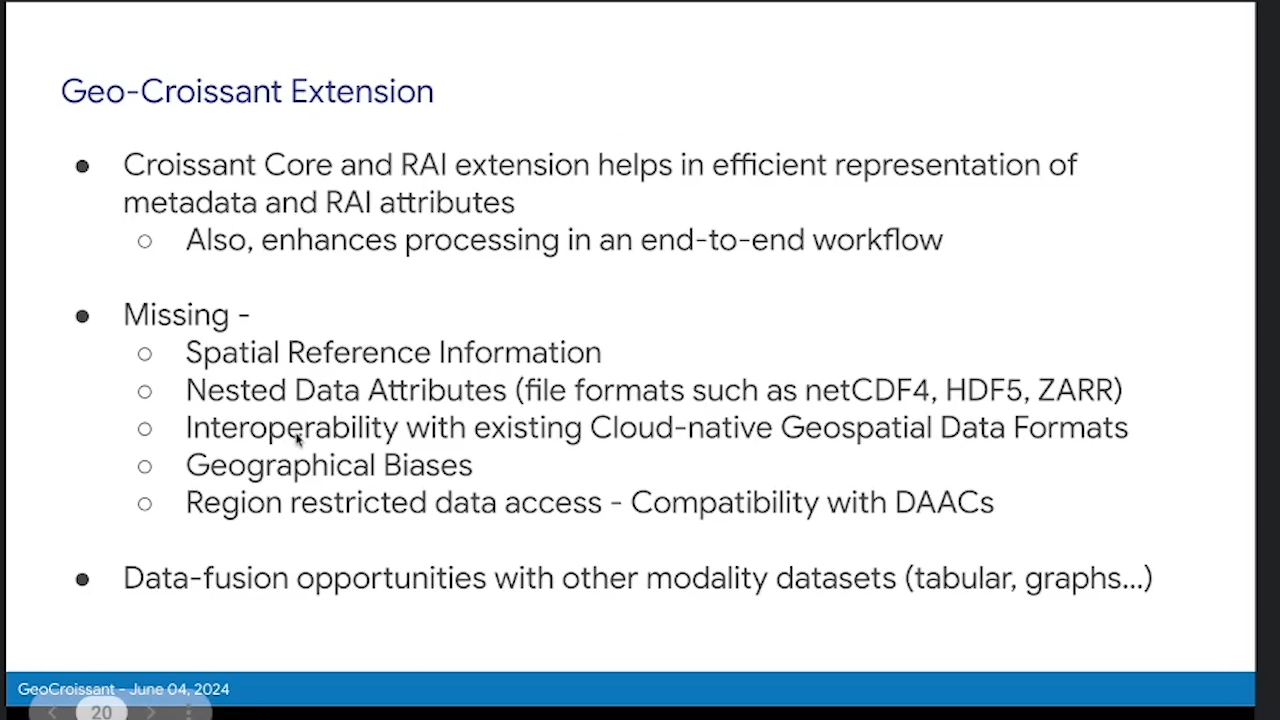 Geo-Croissant Extension
● Croissant Core and RAI extension helps in efficient representation of
metadata and RAI attributes
○ Also, enhances processing in an end-to-end workflow
● Missing -
○ Spatial Reference Information
○ Nested Data Attributes (file formats such as netCDF4, HDF5, ZARR)
○ Interoperability with existing Cloud-native Geospatial Data Formats
○ Geographical Biases
○ Region restricted data access - Compatibility with DAACs
● Data-fusion opportunities with other modality datasets (tabular, graphs...)
GeoCroissant - June 04, 2024
20